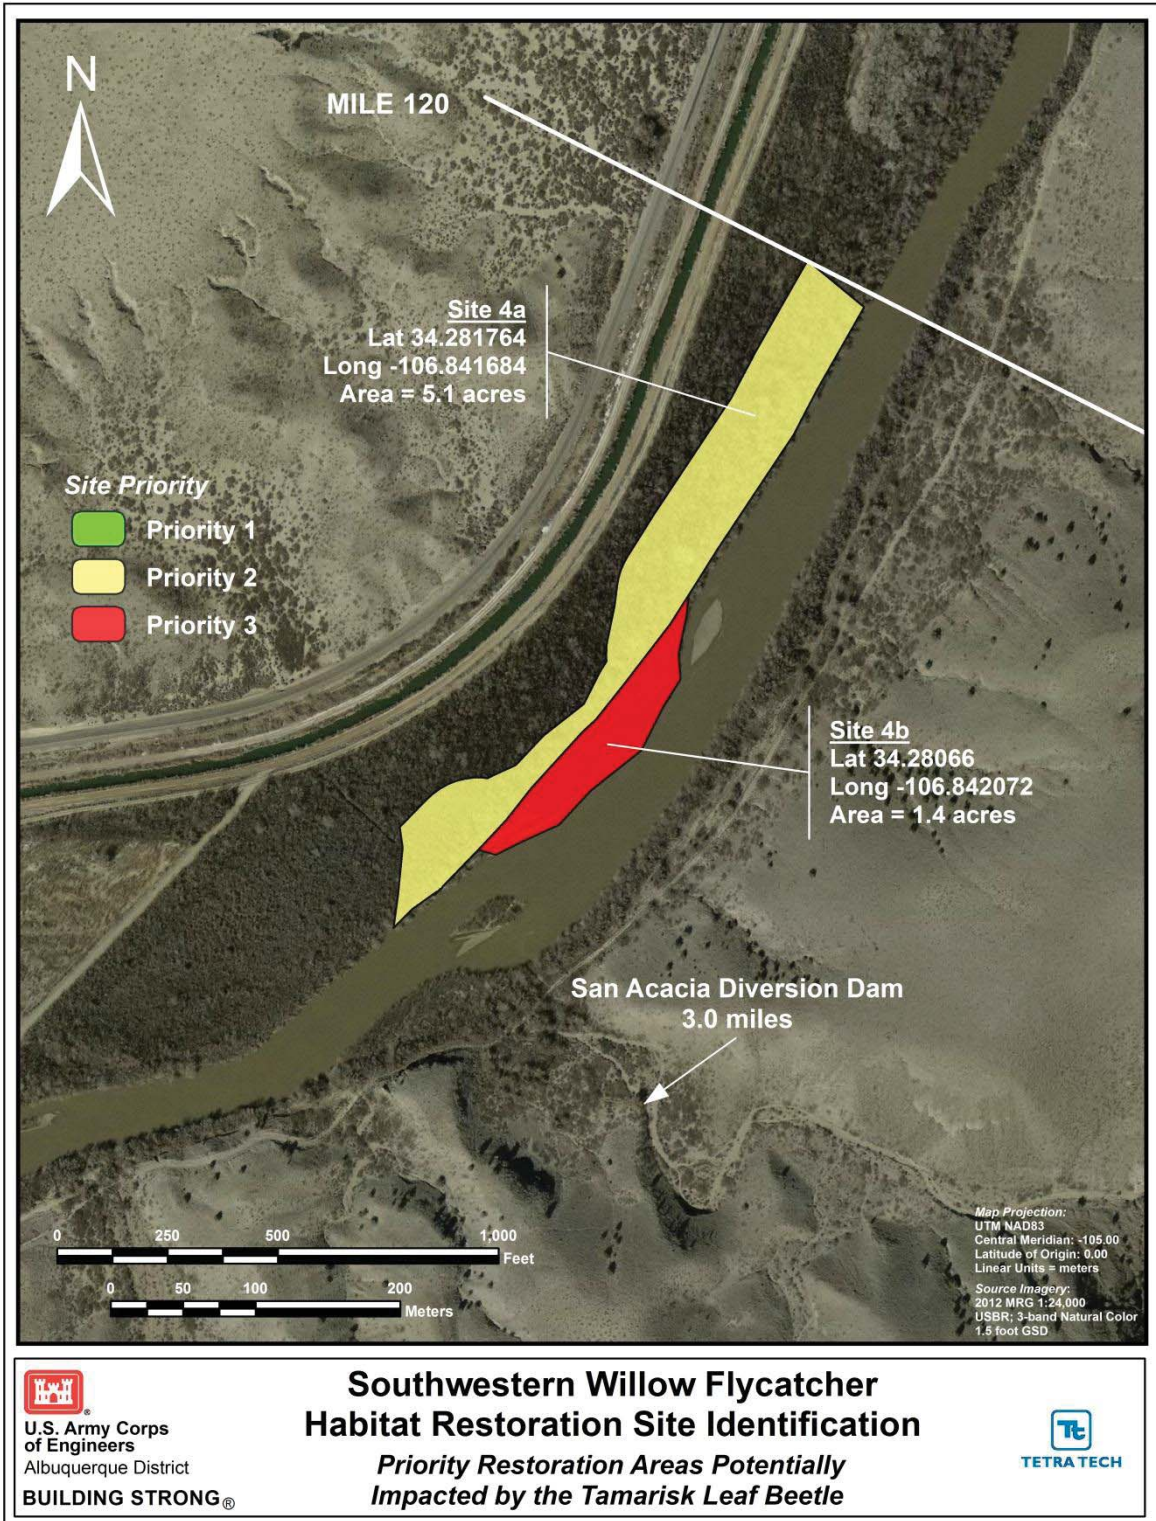 N
MILE 120
Site 4a
Lat 34.281764
Long -106.841684
Area = 5.1 acres
Site Priority
Priority 1
Priority 2
Priority 3
Site 4b
Lat 34.28066
Long -106.842072
Area = 1.4 acres
San Acacia Diversion Dam
3.0 miles
0 250 500 1,000
Feet
0 50 100 200
Meters
Map Projection:
UTM NAD83
Central Meridian: -105.00
Latitude of Origin: 0.00
Linear Units = meters
Source Imagery:
2012 MRG 1:24,000
USBR; 3-band Natural Color
1.5 foot GSD
U.S. Army Corps
of Engineers
Albuquerque District
BUILDING STRONG®
Southwestern Willow Flycatcher
Habitat Restoration Site Identification
Priority Restoration Areas Potentially
Impacted by the Tamarisk Leaf Beetle
Tt
TETRA TECH